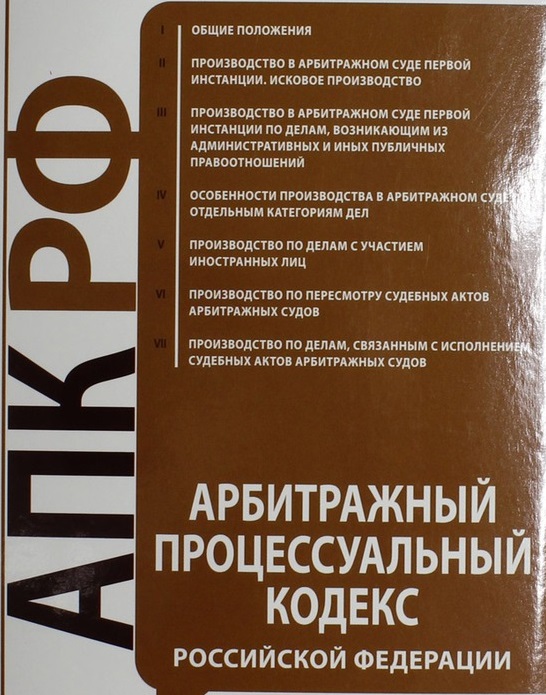 АПК РФ
I ОБЩИЕ ПОЛОЖЕНИЯ
II ПРОИЗВОДСТВО В АРБИТРАЖНОМ СУДЕ ПЕРВОЙ
ИНСТАНЦИИ. ИСКОВОЕ ПРОИЗВОДСТВО
III ПРОИЗВОДСТВО В АРБИТРАЖНОМ СУДЕ ПЕРВОЙ
ИНСТАНЦИИ ПО ДЕЛАМ, ВОЗНИКАЮЩИМ ИЗ
АДМИНИСТРАТИВНЫХ И ИНЫХ ПУБЛИЧНЫХ
ПРАВООТНОШЕНИЙ
IV ОСОБЕННОСТИ ПРОИЗВОДСТВА В АРБИТРАЖНОМ СУДЕ
ОТДЕЛЬНЫМ КАТЕГОРИЯМ ДЕЛ
V ПРОИЗВОДСТВО ПО ДЕЛАМ С УЧАСТИЕМ
ИНОСТРАННЫХ ЛИЦ
VI ПРОИЗВОДСТВО ПО ПЕРЕСМОТРУ СУДЕБНЫХ АКТОВ
АРБИТРАЖНЫХ СУДОВ
VII ПРОИЗВОДСТВО ПО ДЕЛАМ, СВЯЗАННЫМ С ИСПОЛНЕНИЕМ
СУДЕБНЫХ АКТОВ АРБИТРАЖНЫХ СУДОВ
АРБИТРАЖНЫЙ
ПРОЦЕССУАЛЬНЫЙ
КОДЕКС
РОССИЙСКОЙ ФЕДЕРАЦИИ